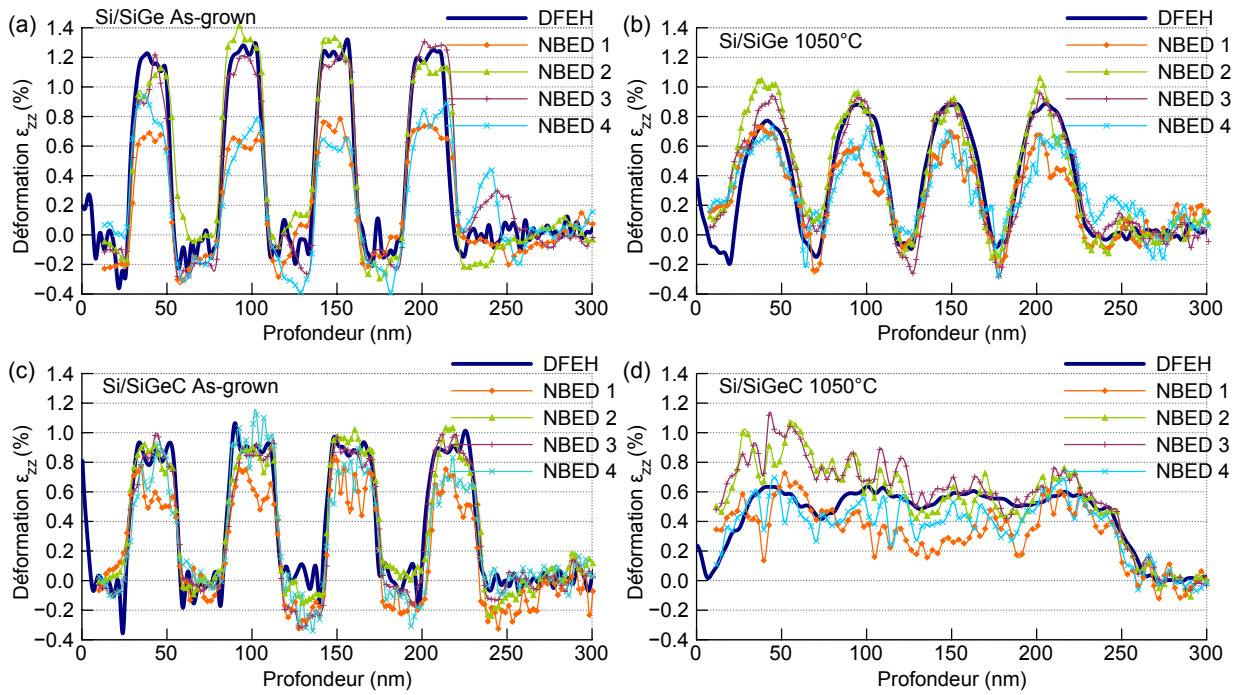 (a)
Si/SiGe As-grown
DFEH
NBED 1
NBED 2
NBED 3
NBED 4
Déformation εzz (%)
1.4
1.2
1.0
0.8
0.6
0.4
0.2
0.0
−0.2
−0.4
0 50 100 150 200 250 300
Profondeur (nm)
(b)
Si/SiGe 1050°C
DFEH
NBED 1
NBED 2
NBED 3
NBED 4
Déformation εzz (%)
1.4
1.2
1.0
0.8
0.6
0.4
0.2
0.0
−0.2
−0.4
0 50 100 150 200 250 300
Profondeur (nm)
(c)
Si/SiGeC As-grown
DFEH
NBED 1
NBED 2
NBED 3
NBED 4
Déformation εzz (%)
1.4
1.2
1.0
0.8
0.6
0.4
0.2
0.0
−0.2
−0.4
0 50 100 150 200 250 300
Profondeur (nm)
(d)
Si/SiGeC 1050°C
DFEH
NBED 1
NBED 2
NBED 3
NBED 4
Déformation εzz (%)
1.4
1.2
1.0
0.8
0.6
0.4
0.2
0.0
−0.2
−0.4
0 50 100 150 200 250 300
Profondeur (nm)